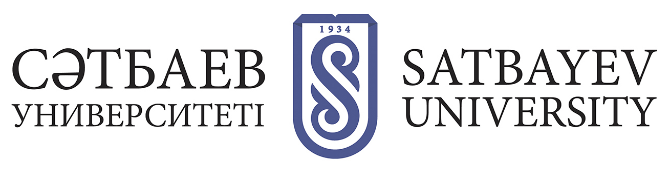 СӘТБАЕВ
УНИВЕРСИТЕТІ
1934
SATBAYEV
UNIVERSITY